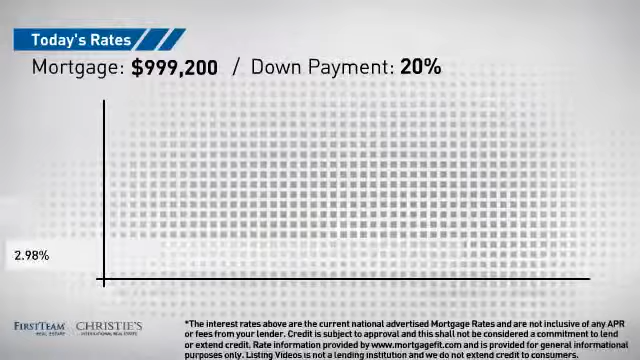 Today's Rates
Mortgage: $999,200 / Down Payment: 20%
2.98%
FIRSTTEAM
REAL ESTATE
CHRISTIE'S
INTERNATIONAL REAL ESTATE
*The interest rates above are the current national advertised Mortgage Rates and are not inclusive of any APR
or fees from your lender. Credit is subject to approval and this shall not be considered a commitment to lend
or extend credit. Rate information provided by www.mortgagefit.com and is provided for general informational
purposes only. Listing Videos is not a lending institution and we do not extend credit to consumers.